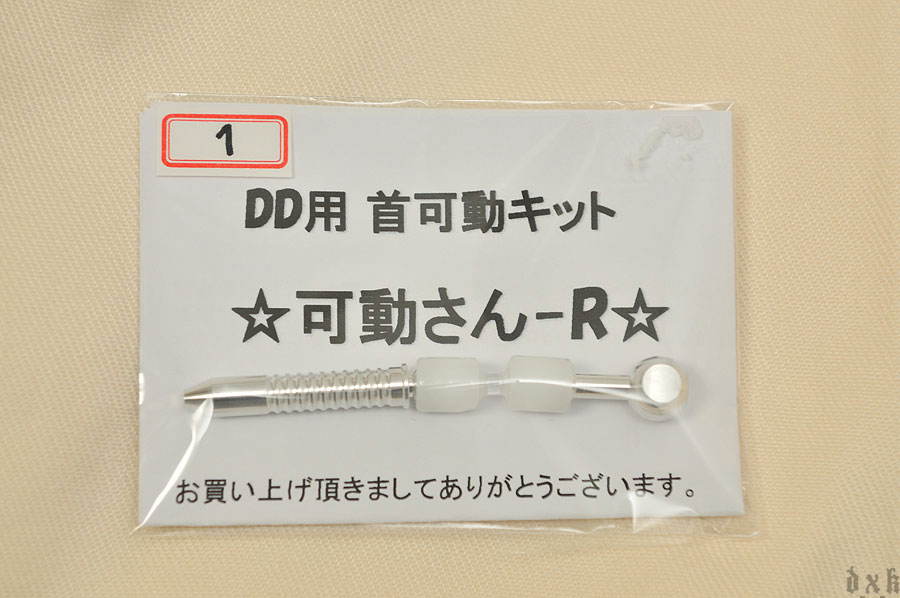 1
DD用 首可動キット
☆可動さん-R☆
お買い上げ頂きましてありがとうございます。
dxk